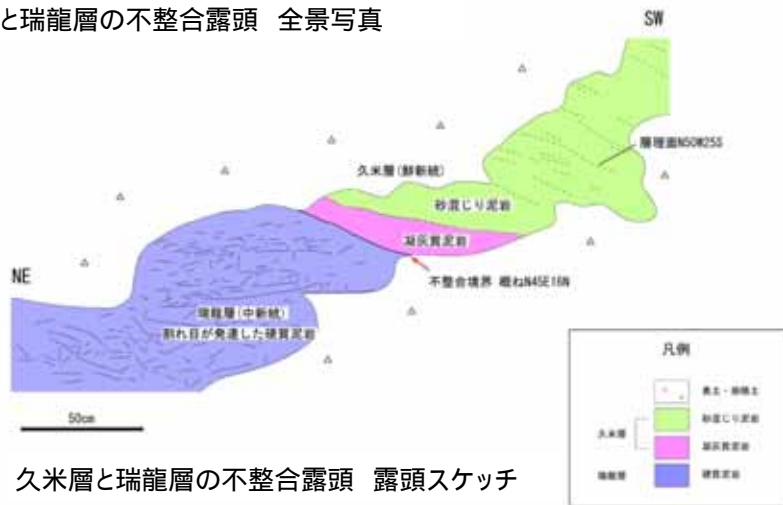 と瑞龍層の不整合露頭 全景写真
SW
層理面N50W25S
久米層(鮮新統)
砂混じり泥岩
凝灰質泥岩
不整合境界 概ねN45E16N
NE
瑞龍層(中新統)
割れ目が発達した硬質泥岩
50cm
凡例
表土・崩積土
久米層
砂混じり泥岩
凝灰質泥岩
瑞龍層
硬質泥岩
久米層と瑞龍層の不整合露頭 露頭スケッチ